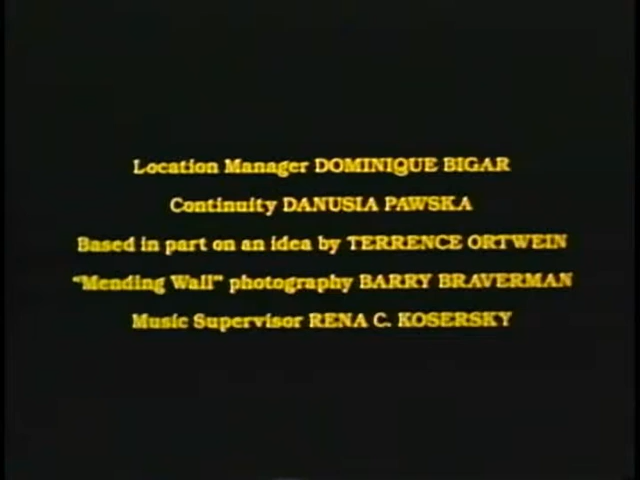 Location Manager DOMINIQUE BIGAR
Continuity DANUSIA PAWSKA
Based in part on an idea by TERRENCE ORTWEIN
"Mending Wall" photography BARRY BRAVERMAN
Music Supervisor RENA C. KOSERSKY